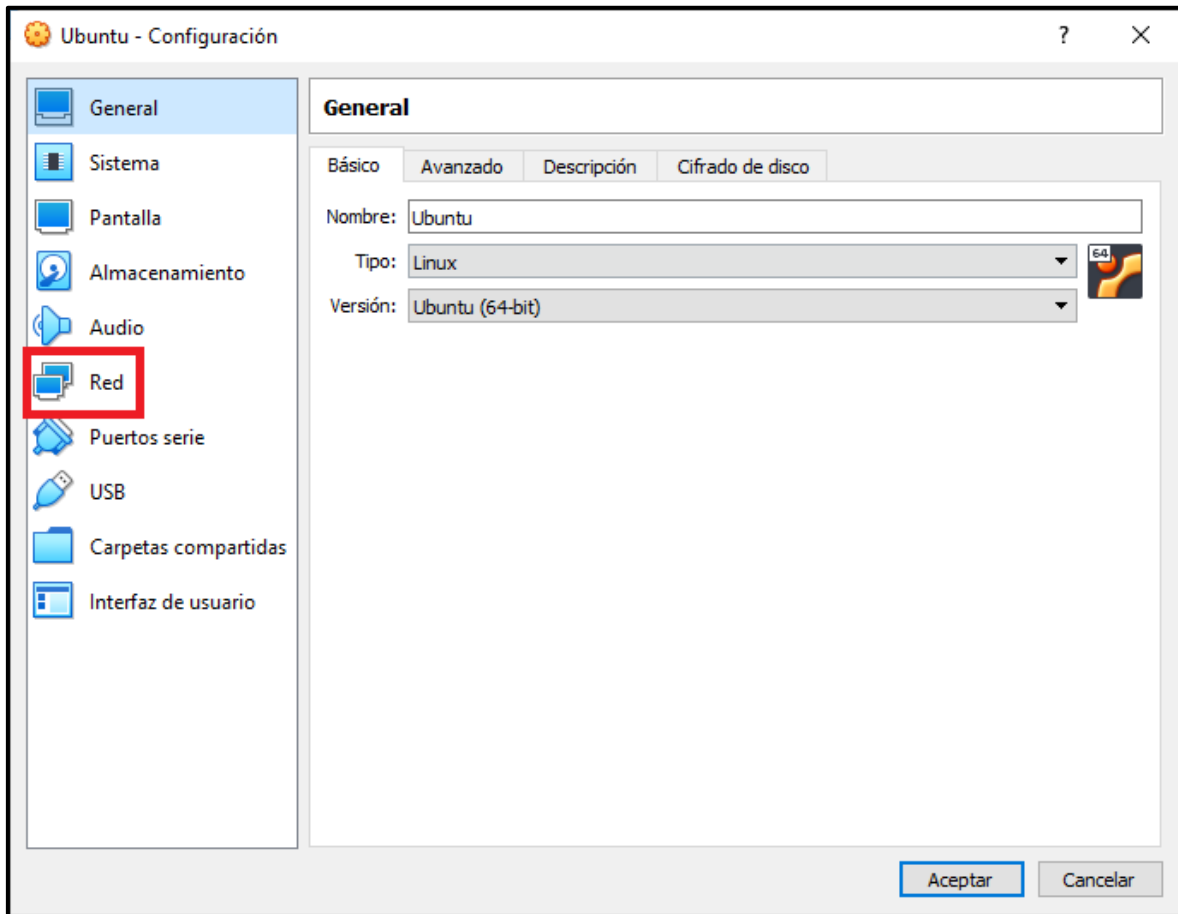 Ubuntu - Configuración
?
General
Sistema
Pantalla
Almacenamiento
Audio
Red
Puertos serie
USB
Carpetas compartidas
Interfaz de usuario
General
Básico Avanzado Descripción Cifrado de disco
Nombre: Ubuntu
Tipo: Linux
64
Versión: Ubuntu (64-bit)
Aceptar Cancelar